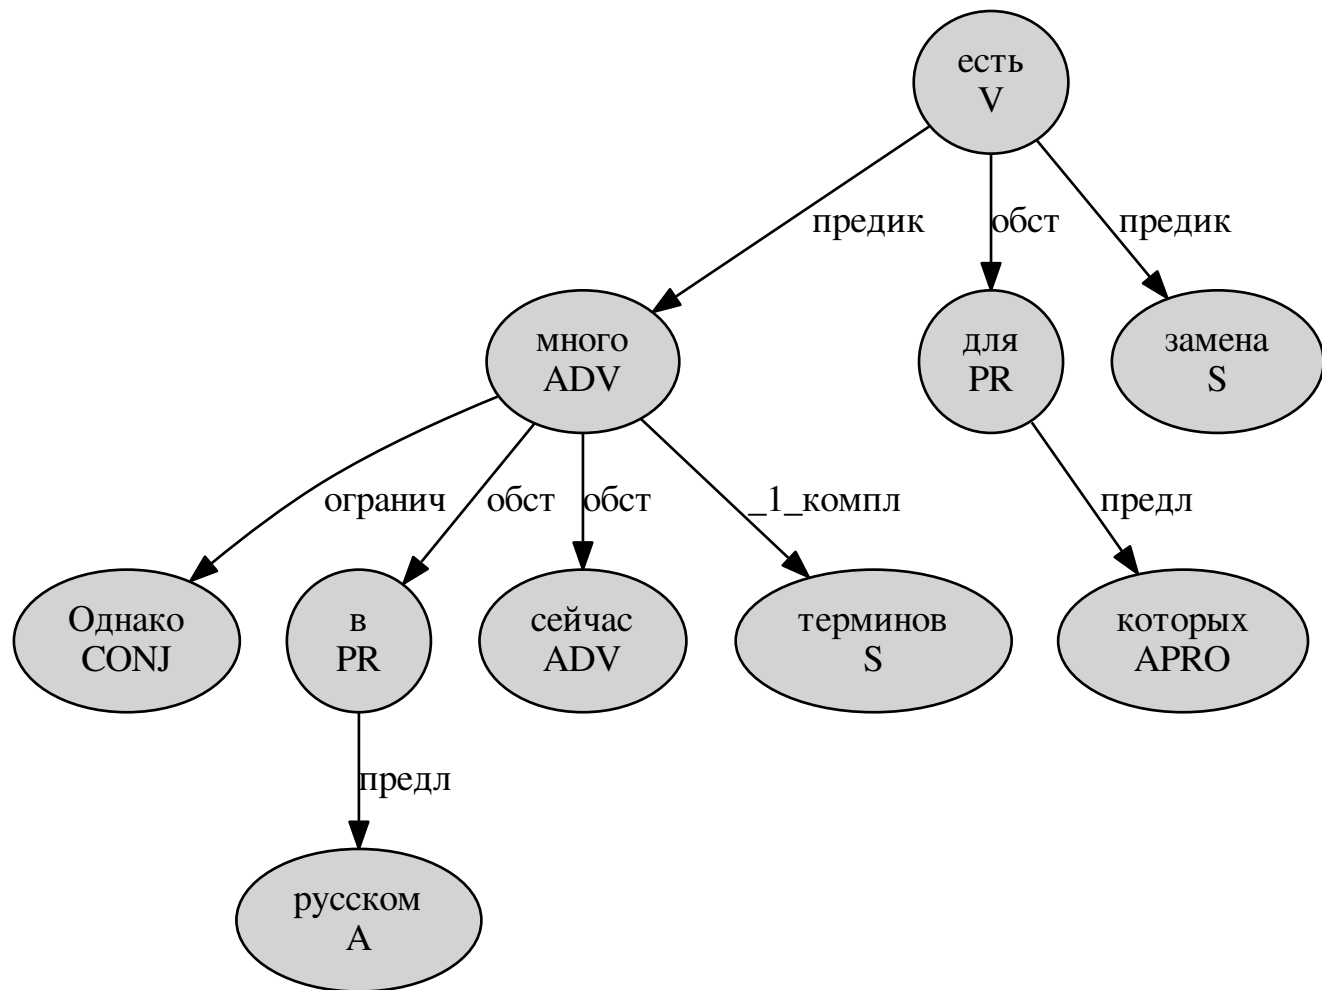 есть
V
предик
обст
предик
много
ADV
для
PR
замена
S
огранич
обст
обст
_1_компл
предл
Однако
CONJ
в
PR
сейчас
ADV
терминов
S
которых
APRO
предл
русском
A